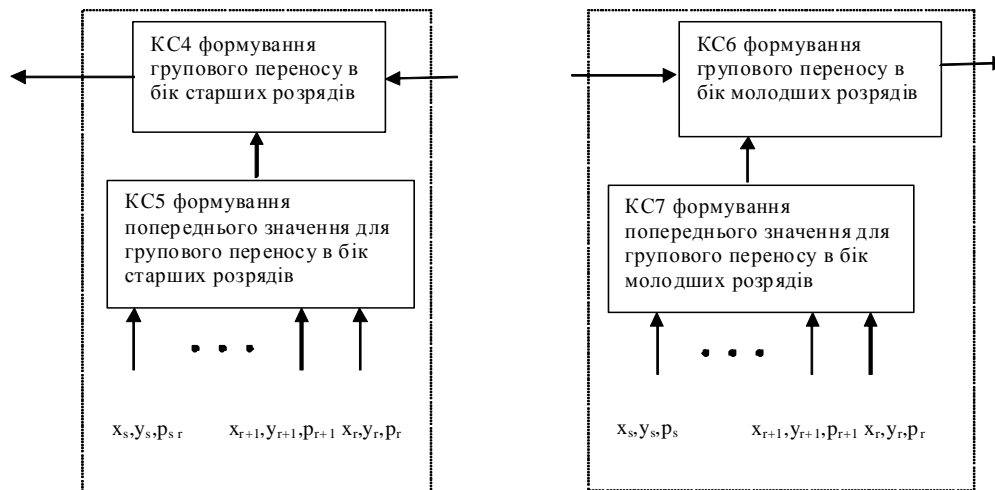 КС4 формування
групового переносу в
бік старших розрядів
КС5 формування
попереднього значення для
групового переносу в бік
старших розрядів
xₛ,yₛ,pₛ ᵣ xᵣ₊₁,yᵣ₊₁,pᵣ₊₁ xᵣ,yᵣ,pᵣ
КС6 формування
групового переносу в
бік молодших розрядів
КС7 формування
попереднього значення для
групового переносу в бік
молодших розрядів
xₛ,yₛ,pₛ xᵣ₊₁,yᵣ₊₁,pᵣ₊₁ xᵣ,yᵣ,pᵣ